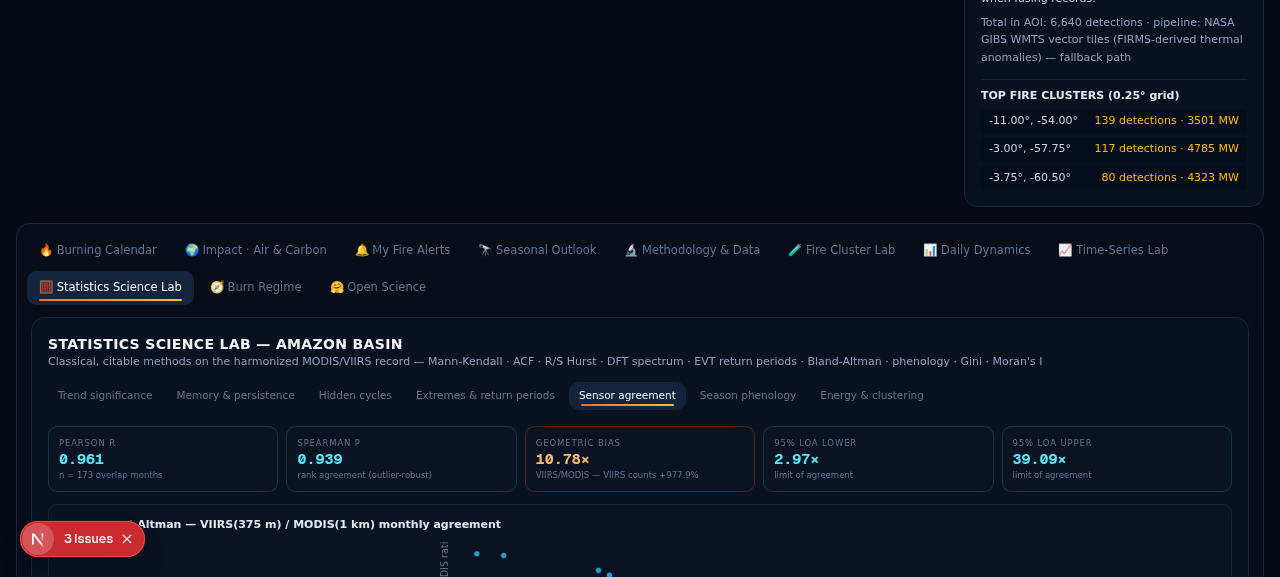 Total in AOI: 6,640 detections · pipeline: NASA
GIBS WMTS vector tiles (FIRMS-derived thermal
anomalies) — fallback path
TOP FIRE CLUSTERS (0.25° grid)
-11.00°, -54.00° 139 detections · 3501 MW
-3.00°, -57.75° 117 detections · 4785 MW
-3.75°, -60.50° 80 detections · 4323 MW
Burning Calendar Impact · Air & Carbon My Fire Alerts Seasonal Outlook Methodology & Data Fire Cluster Lab Daily Dynamics Time-Series Lab
Statistics Science Lab Burn Regime Open Science
STATISTICS SCIENCE LAB — AMAZON BASIN
Classical, citable methods on the harmonized MODIS/VIIRS record — Mann-Kendall · ACF · R/S Hurst · DFT spectrum · EVT return periods · Bland-Altman · phenology · Gini · Moran's I
Trend significance Memory & persistence Hidden cycles Extremes & return periods Sensor agreement Season phenology Energy & clustering
PEARSON R
0.961
n = 173 overlap months
SPEARMAN Ρ
0.939
rank agreement (outlier-robust)
GEOMETRIC BIAS
10.78×
VIIRS/MODIS — VIIRS counts +977.9%
95% LOA LOWER
2.97×
limit of agreement
95% LOA UPPER
39.09×
limit of agreement
Altman — VIIRS(375 m) / MODIS(1 km) monthly agreement
N 3 Issues